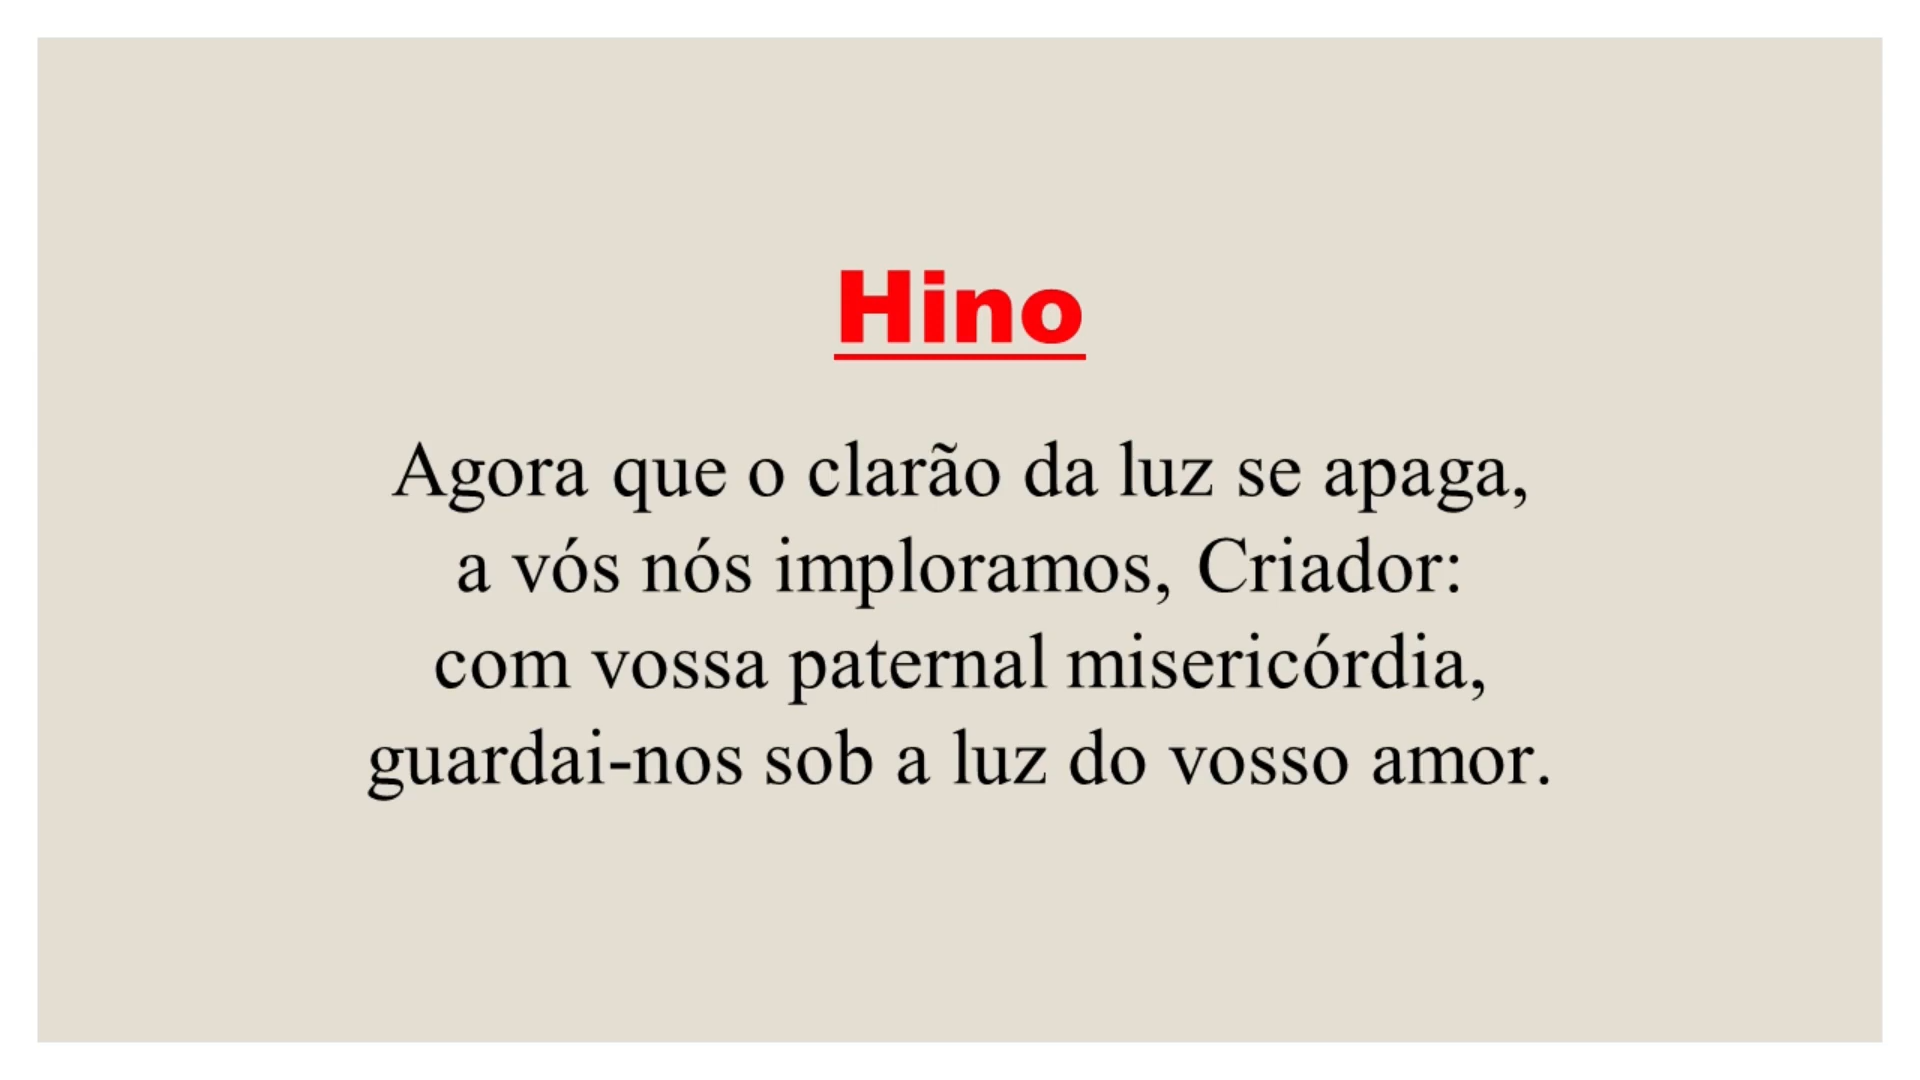 Hino
Agora que o clarão da luz se apaga,
a vós nós imploramos, Criador:
com vossa paternal misericórdia,
guardai-nos sob a luz do vosso amor.